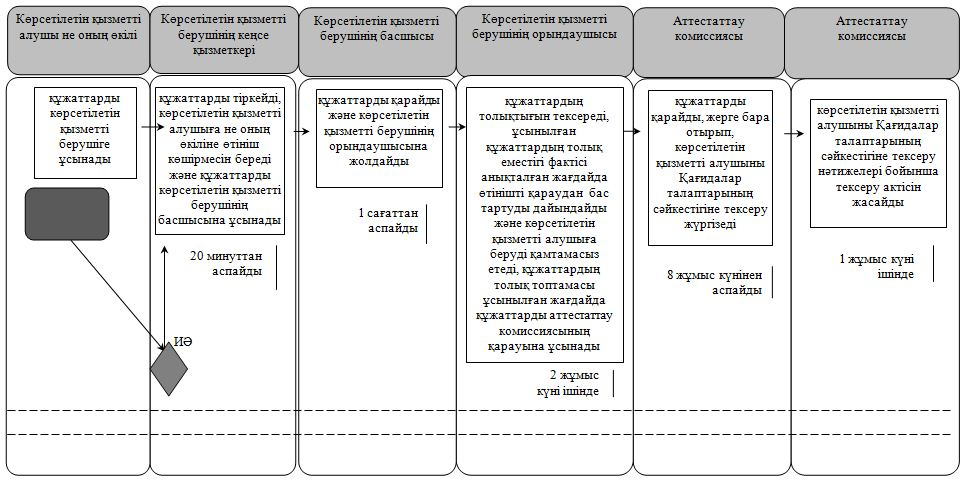 Көрсетілетін қызметті
алушы не оның өкілі
Көрсетілетін қызметті
берушінің кеңсе
қызметкері
Көрсетілетін қызметті
берушінің басшысы
Көрсетілетін қызметті
берушінің орындаушысы
Аттестаттау
комиссиясы
Аттестаттау
комиссиясы
құжаттарды
көрсетілетін
қызметті
берушіге
ұсынады
құжаттарды тіркейді,
көрсетілетін қызметті
алушыға не оның
өкіліне өтініш
көшірмесін береді
және құжаттарды
көрсетілетін қызметті
берушінің
басшысына ұсынады
20 минуттан
аспайды
ИӘ
құжаттарды қарайды
және көрсетілетін
қызметті берушінің
орындаушысына
жолдайды
1 сағаттан
аспайды
құжаттардың
толықтығын тексереді,
ұсынылған
құжаттардың толық
еместігі фактісі
анықталған жағдайда
өтінішті қараудан бас
тартуды дайындайды
және көрсетілетін
қызметті алушыға
беруді қамтамасыз
етеді, құжаттардың
толық топтамасы
ұсынылған жағдайда
құжаттарды аттестаттау
комиссиясының
қарауына ұсынады
2 жұмыс
күні ішінде
құжаттарды
қарайды, жерге бара
отырып,
көрсетілетін
қызметті алушыны
Қағидалар
талаптарының
сәйкестігіне тексеру
жүргізеді
8 жұмыс күнінен
аспайды
көрсетілетін қызметті
алушыны Қағидалар
талаптарының
сәйкестігіне тексеру
нәтижелері бойынша
тексеру актісін
жасайды
1 жұмыс күні
ішінде